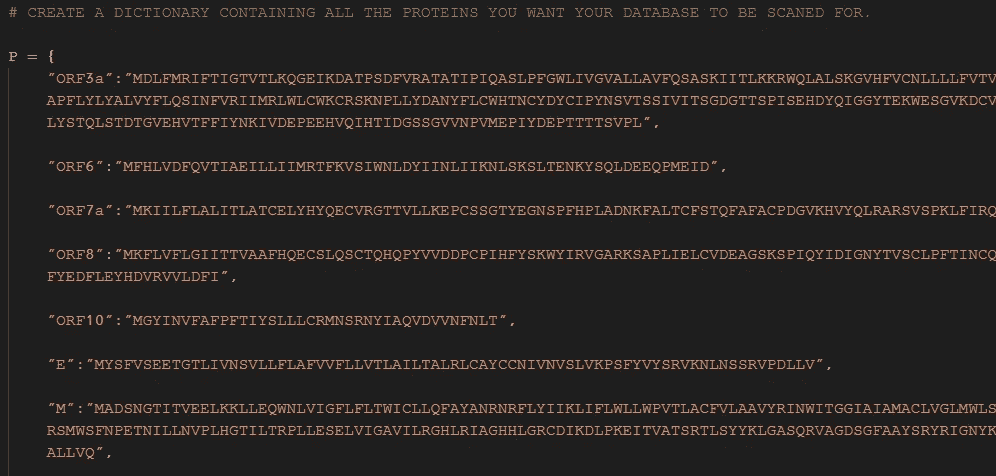 # CREATE A DICTIONARY CONTAINING ALL THE PROTEINS YOU WANT YOUR DATABASE TO BE SCANED FOR.
P = {
"ORF3a":"MDLFMRIFTIGTVTLKQGEIKDATPSDFVRATATIPIQASLPFGWLIVGVALLAVFQSASKIITLKKRWQLALSKGVHFVCNLLLLFVTV
APFLYLYALVYFLQSINFVRIIMRLWLCWKCRSKNPLLYDANYFLCWHTNCYDYCIPYNSVTSSIVITSGDGTTSPISEHDYQIGGYTEKWESGVKDCV
LYSTQLSTDTGVEHVTFFIYNKIVDEPEEHVQIHTIDGSSGVVNPVMEPIYDEPTTTTSVPL",
"ORF6":"MFHLVDFQVTIAEILLIIMRTFKVSIWNLDYIINLIIKNLSKSLTENKYSQLDEEQPMEID",
"ORF7a":"MKIILFLALITLATCELYHYQECVRGTTVLLKEPCSSGTYEGNSPFHPLADNKFALTCFSTQFAFACPDGVKHVYQLRARSVSPKLFIRQ
"ORF8":"MKFLVFLGIITTVAAFHQECSLQSCTQHQPYVVDDPCPIHFYSKWYIRVGARKSAPLIELCVDEAGSKSPIQYIDIGNYTVSCLPFTINCQ
FYEDFLEYHDVRVVLDFI",
"ORF10":"MGYINVFAFPFTIYSLLLCRMNSRNYIAQVDVVNFNLT",
"E":"MYSFVSEETGTLIVNSVLLFLAFVVFLLVTLAILTALRLCAYCCNIVNVSLVKPSFYVYSRVKNLNSSRVPDLLV",
"M":"MADSNGTITVEELKKLLEQWNLVIGFLFLTWICLLQFAYANRNRFLYIIKLIFLWLLWPVTLACFVLAAVYRINWITGGIAIAMACLVGLMWLS
RSMWSFNPETNILLNVPLHGTILTRPLLESELVIGAVILRGHLRIAGHHLGRCDIKDLPKEITVATSRTLSYYKLGASQRVAGDSGFAAYSRYRIGNYK
ALLVQ",